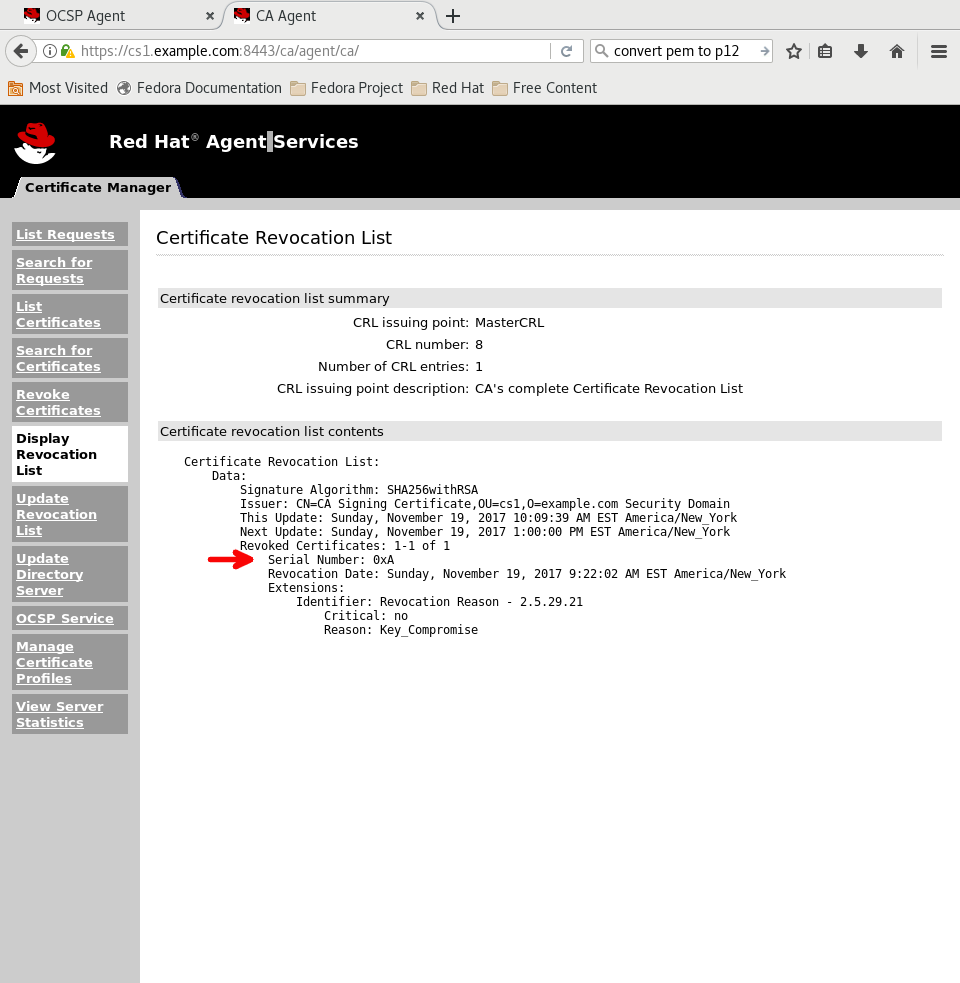 OCSP Agent
CA Agent
https://cs1.example.com:8443/ca/agent/ca/
convert pem to p12
Most Visited
Fedora Documentation
Fedora Project
Red Hat
Free Content
Red Hat® Agent Services
Certificate Manager
List Requests
Search for
Requests
List
Certificates
Search for
Certificates
Revoke
Certificates
Display
Revocation
List
Update
Revocation
List
Update
Directory
Server
OCSP Service
Manage
Certificate
Profiles
View Server
Statistics
Certificate Revocation List
Certificate revocation list summary
CRL issuing point: MasterCRL
CRL number: 8
Number of CRL entries: 1
CRL issuing point description: CA's complete Certificate Revocation List
Certificate revocation list contents
Certificate Revocation List:
Data:
Signature Algorithm: SHA256withRSA
Issuer: CN=CA Signing Certificate,OU=cs1,O=example.com Security Domain
This Update: Sunday, November 19, 2017 10:09:39 AM EST America/New_York
Next Update: Sunday, November 19, 2017 1:00:00 PM EST America/New_York
Revoked Certificates: 1-1 of 1
Serial Number: 0xA
Revocation Date: Sunday, November 19, 2017 9:22:02 AM EST America/New_York
Extensions:
Identifier: Revocation Reason - 2.5.29.21
Critical: no
Reason: Key_Compromise